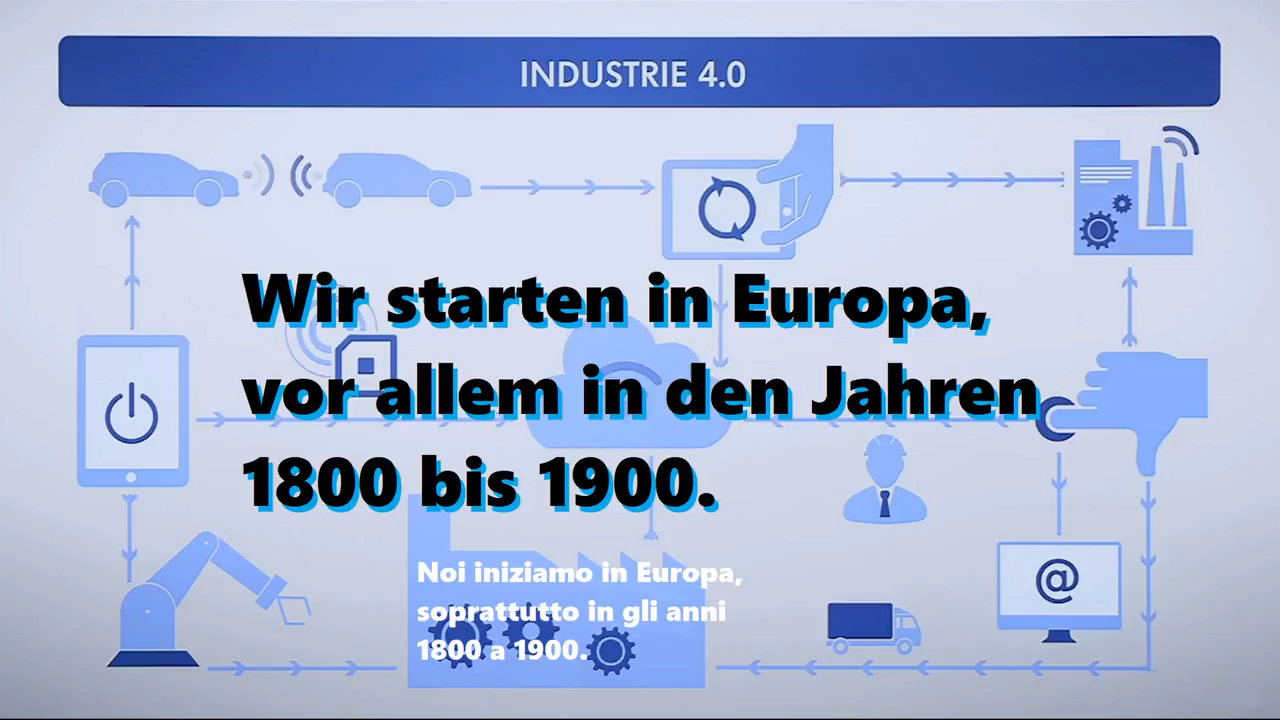 INDUSTRIE 4.0
Wir starten in Europa,
vor allem in den Jahren
1800 bis 1900.
@
Noi iniziamo in Europa,
soprattutto in gli anni
1800 a 1900.